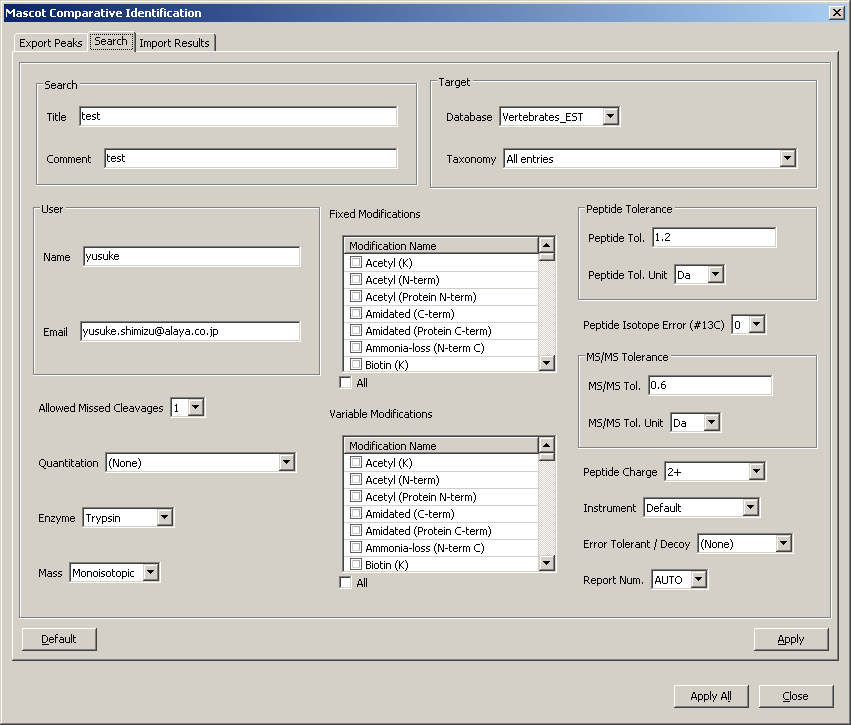 Mascot Comparative Identification
Export Peaks Search Import Results
Search
Title test
Comment test
Target
Database Vertebrates_EST
Taxonomy All entries
User
Name yusuke
Email yusuke.shimizu@alaya.co.jp
Allowed Missed Cleavages 1
Quantitation (None)
Enzyme Trypsin
Mass Monoisotopic
Fixed Modifications
Modification Name
Acetyl (K)
Acetyl (N-term)
Acetyl (Protein N-term)
Amidated (C-term)
Amidated (Protein C-term)
Ammonia-loss (N-term C)
Biotin (K)
All
Variable Modifications
Modification Name
Acetyl (K)
Acetyl (N-term)
Acetyl (Protein N-term)
Amidated (C-term)
Amidated (Protein C-term)
Ammonia-loss (N-term C)
Biotin (K)
All
Peptide Tolerance
Peptide Tol. 1.2
Peptide Tol. Unit Da
Peptide Isotope Error (#13C) 0
MS/MS Tolerance
MS/MS Tol. 0.6
MS/MS Tol. Unit Da
Peptide Charge 2+
Instrument Default
Error Tolerant / Decoy (None)
Report Num. AUTO
Default Apply
Apply All Close